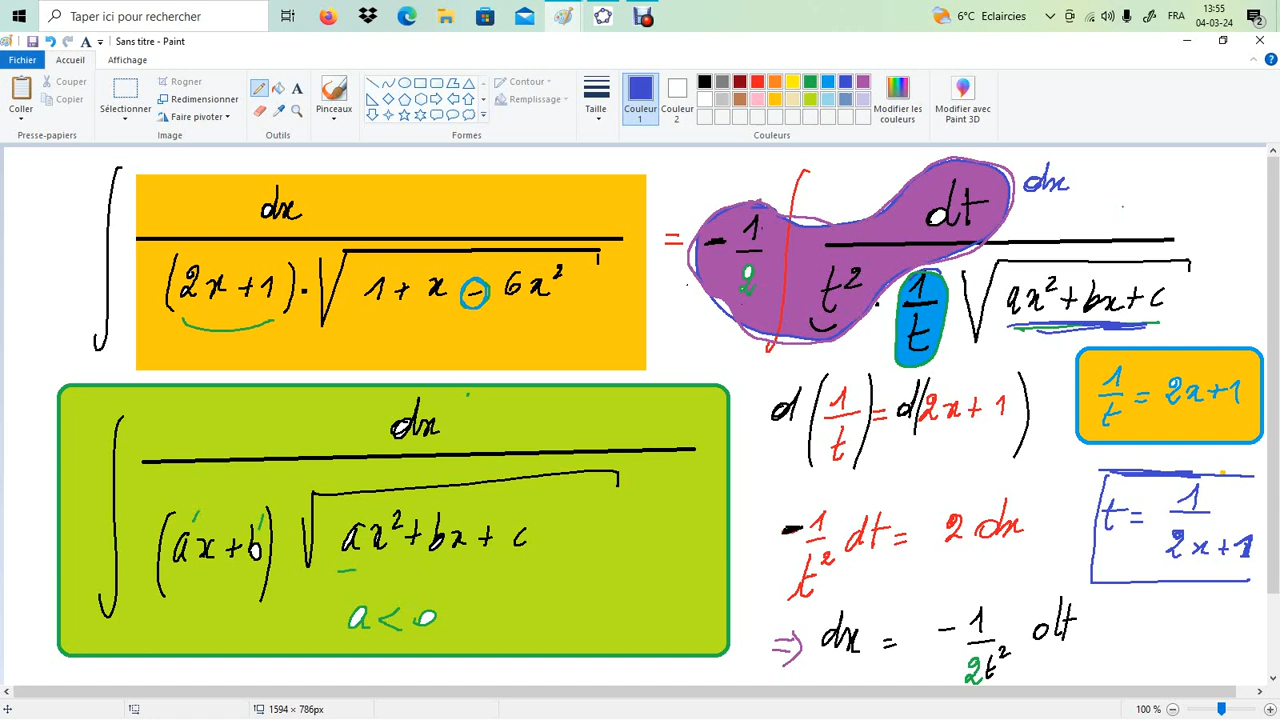 Taper ici pour rechercher
6°C Eclaircies
FRA
13:55
04-03-24
2
Sans titre - Paint
Fichier Accueil Affichage
Coller
Couper
Copier
Presse-papiers
Sélectionner
Rogner
Redimensionner
Faire pivoter
Image
A
Outils
Pinceaux
Contour
Remplissage
Formes
Taille
Couleur 1
Couleur 2
Modifier les couleurs
Couleurs
Modifier avec Paint 3D
∫ dx / (2x+1)·√(1+x−6x²)
= -1/2 ∫ dt / t² · 1/t √(ax²+bx+c)
dx
1/t = 2x+1
d(1/t) = d(2x+1)
t = 1/(2x+1)
-1/t² dt = 2 dx
⇒ dx = -1/2t² dt
∫ dx / (a'x+b') √(ax²+bx+c)
a<0
1594 × 786px
100 %